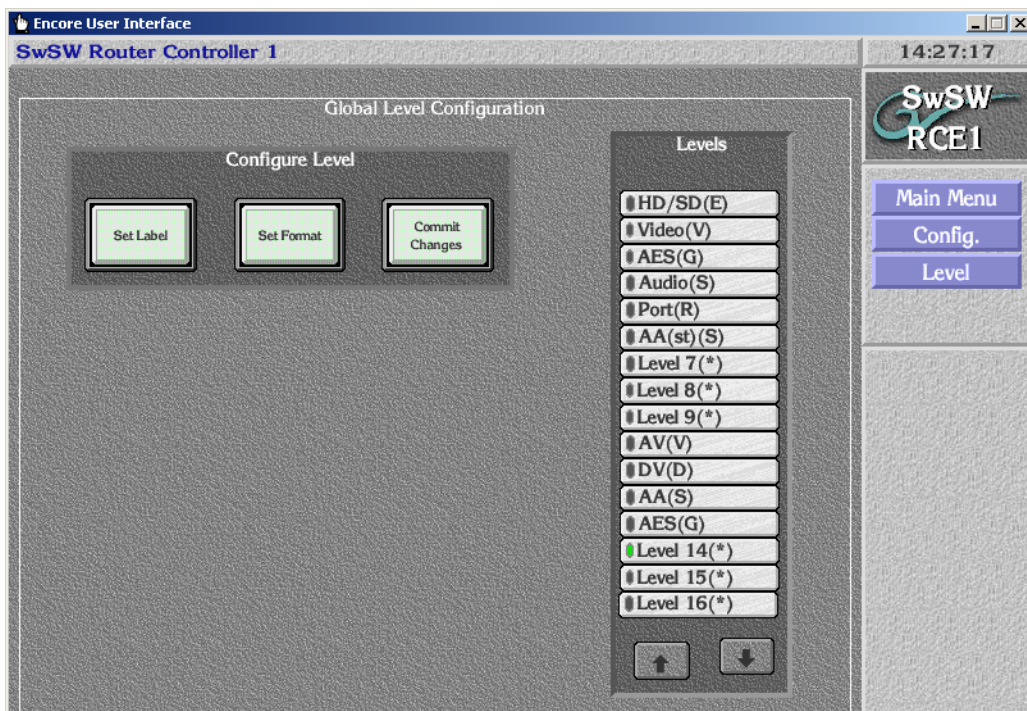 Encore User Interface
SwSW Router Controller 1
14:27:17
SwSW
RCE1
Main Menu
Config.
Level
Global Level Configuration
Configure Level
Set Label
Set Format
Commit
Changes
Levels
HD/SD(E)
Video(V)
AES(G)
Audio(S)
Port(R)
AA(st)(S)
Level 7(*)
Level 8(*)
Level 9(*)
AV(V)
DV(D)
AA(S)
AES(G)
Level 14(*)
Level 15(*)
Level 16(*)